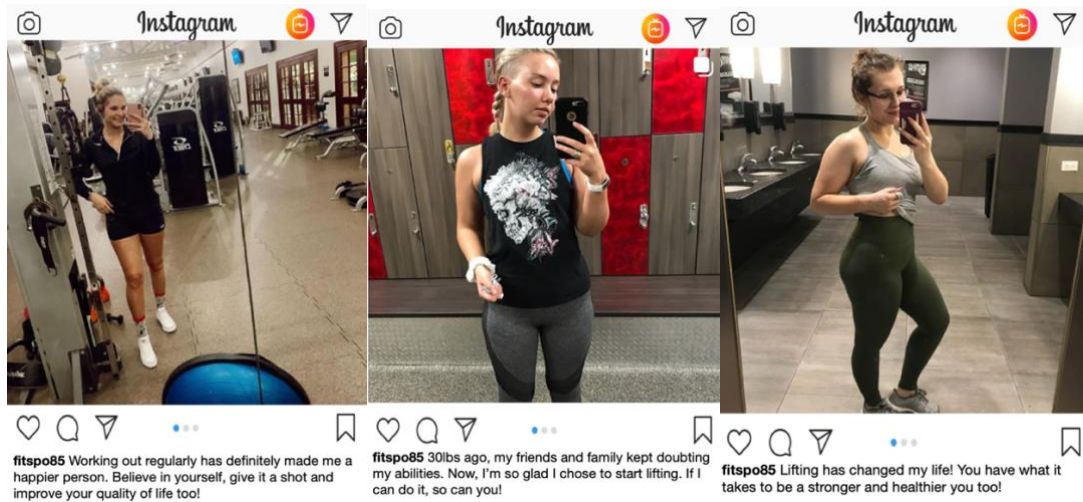 Instagram
fitspo85 Working out regularly has definitely made me a
happier person. Believe in yourself, give it a shot and
improve your quality of life too!
Instagram
fitspo85 30lbs ago, my friends and family kept doubting
my abilities. Now, I'm so glad I chose to start lifting. If I
can do it, so can you!
Instagram
fitspo85 Lifting has changed my life! You have what it
takes to be a stronger and healthier you too!